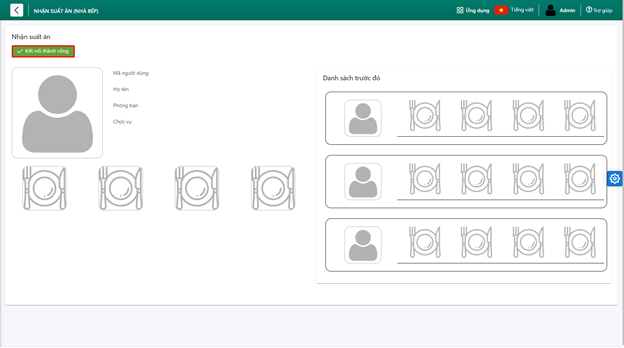 NHẬN SUẤT ĂN (NHÀ BẾP)
Ứng dụng
Tiếng việt
Admin
Trợ giúp
Nhận suất ăn
Kết nối thành công
Mã người dùng
Họ tên
Phòng ban
Chức vụ
Danh sách trước đó